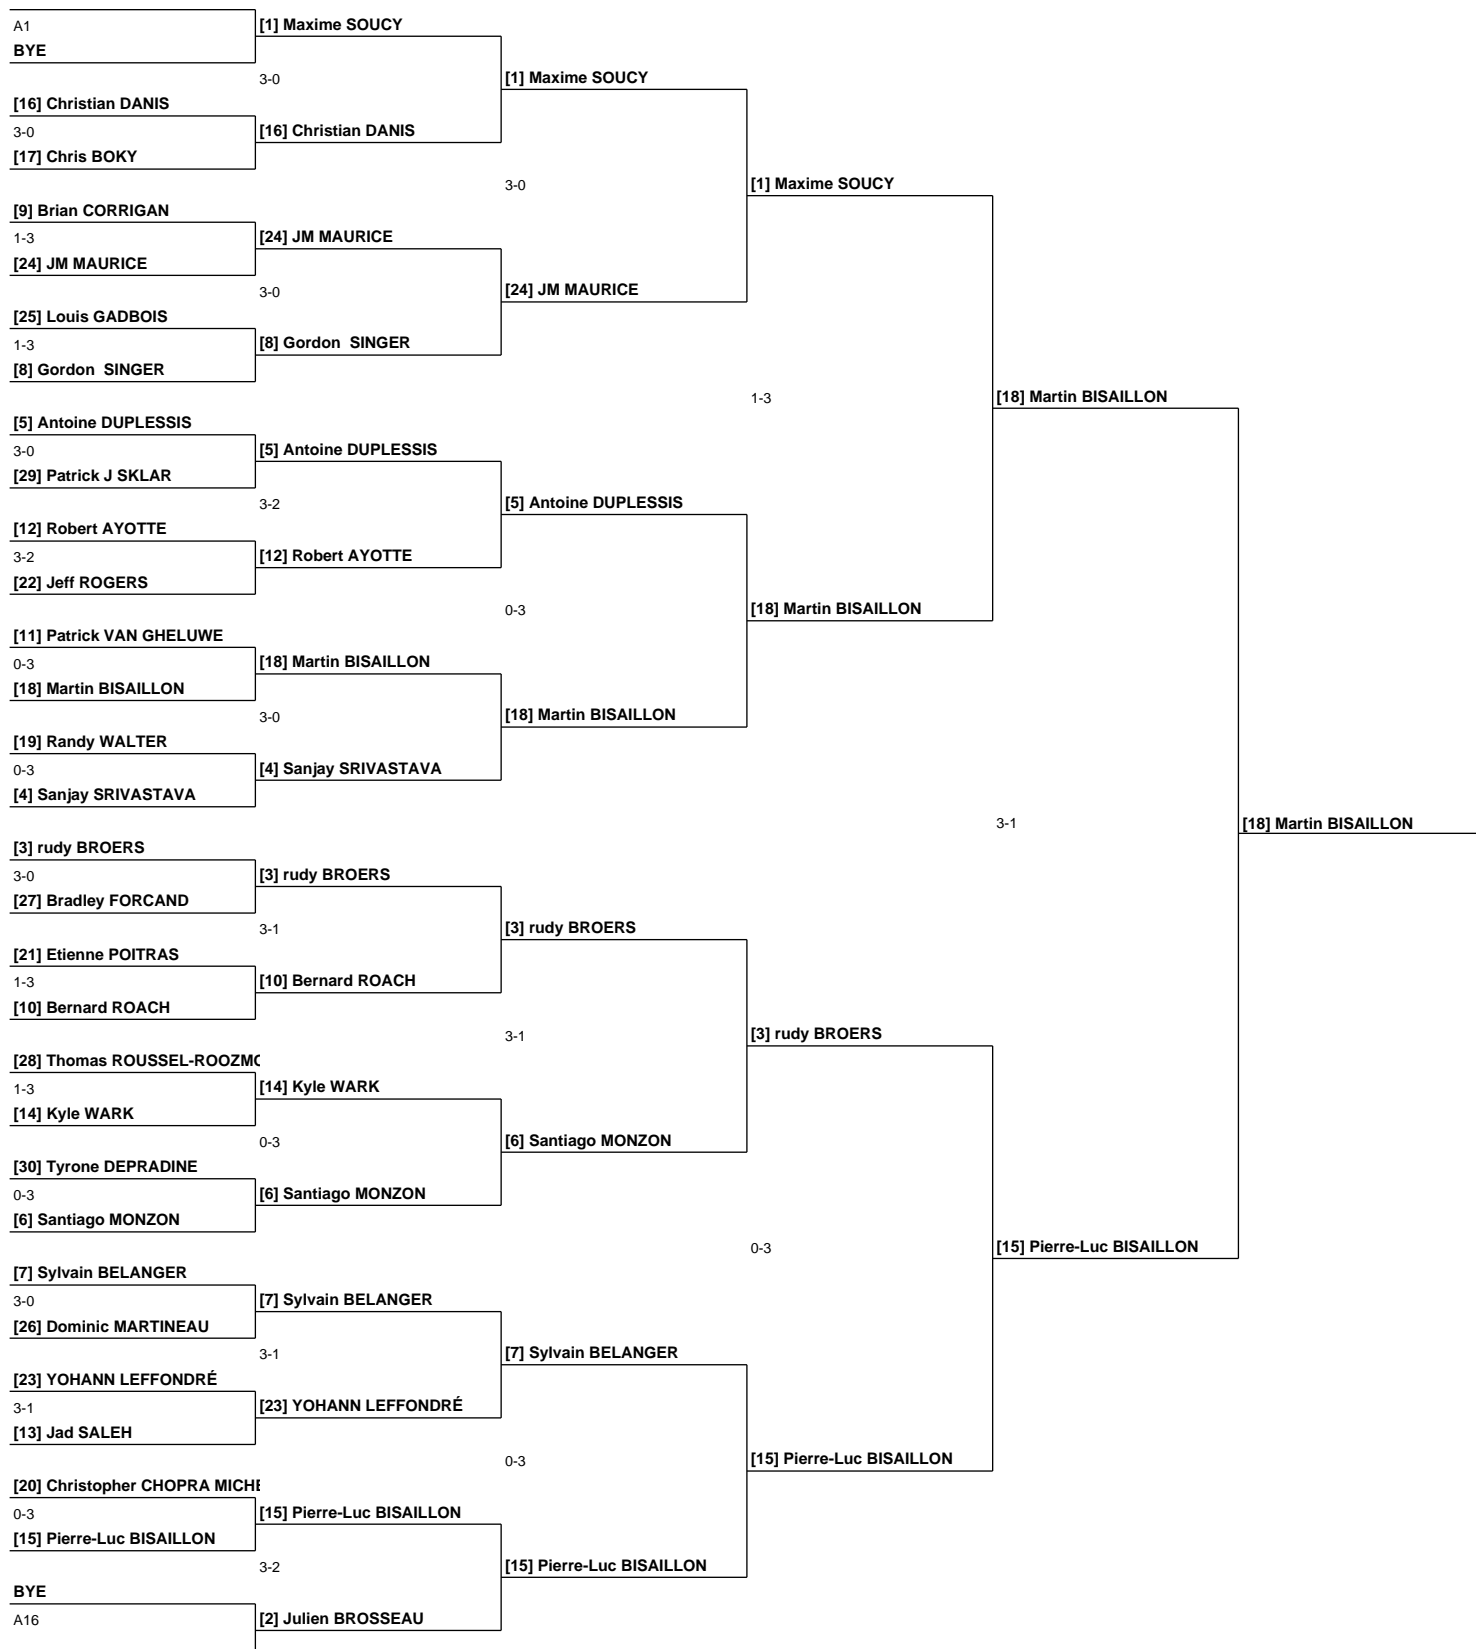 A1
BYE
[16] Christian DANIS
3-0
[17] Chris BOKY
[9] Brian CORRIGAN
1-3
[24] JM MAURICE
[25] Louis GADBOIS
1-3
[8] Gordon  SINGER
[5] Antoine DUPLESSIS
3-0
[29] Patrick J SKLAR
[12] Robert AYOTTE
3-2
[22] Jeff ROGERS
[11] Patrick VAN GHELUWE
0-3
[18] Martin BISAILLON
[19] Randy WALTER
0-3
[4] Sanjay SRIVASTAVA
[3] rudy BROERS
3-0
[27] Bradley FORCAND
[21] Etienne POITRAS
1-3
[10] Bernard ROACH
[28] Thomas ROUSSEL-ROOZMO
1-3
[14] Kyle WARK
[30] Tyrone DEPRADINE
0-3
[6] Santiago MONZON
[7] Sylvain BELANGER
3-0
[26] Dominic MARTINEAU
[23] YOHANN LEFFONDRÉ
3-1
[13] Jad SALEH
[20] Christopher CHOPRA MICHE
0-3
[15] Pierre-Luc BISAILLON
BYE
A16
[1] Maxime SOUCY
3-0
[16] Christian DANIS
[24] JM MAURICE
3-0
[8] Gordon  SINGER
[5] Antoine DUPLESSIS
3-2
[12] Robert AYOTTE
[18] Martin BISAILLON
3-0
[4] Sanjay SRIVASTAVA
[3] rudy BROERS
3-1
[10] Bernard ROACH
[14] Kyle WARK
0-3
[6] Santiago MONZON
[7] Sylvain BELANGER
3-1
[23] YOHANN LEFFONDRÉ
[15] Pierre-Luc BISAILLON
3-2
[2] Julien BROSSEAU
[1] Maxime SOUCY
3-0
[24] JM MAURICE
[5] Antoine DUPLESSIS
0-3
[18] Martin BISAILLON
[3] rudy BROERS
3-1
[6] Santiago MONZON
[7] Sylvain BELANGER
0-3
[15] Pierre-Luc BISAILLON
[1] Maxime SOUCY
1-3
[18] Martin BISAILLON
[3] rudy BROERS
0-3
[15] Pierre-Luc BISAILLON
[18] Martin BISAILLON
3-1
[15] Pierre-Luc BISAILLON
[18] Martin BISAILLON